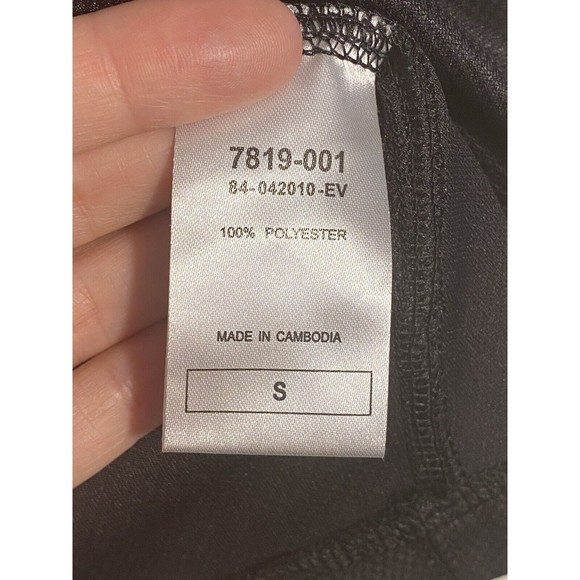 7819-001
84-042010-EV
100% POLYESTER
MADE IN CAMBODIA
S